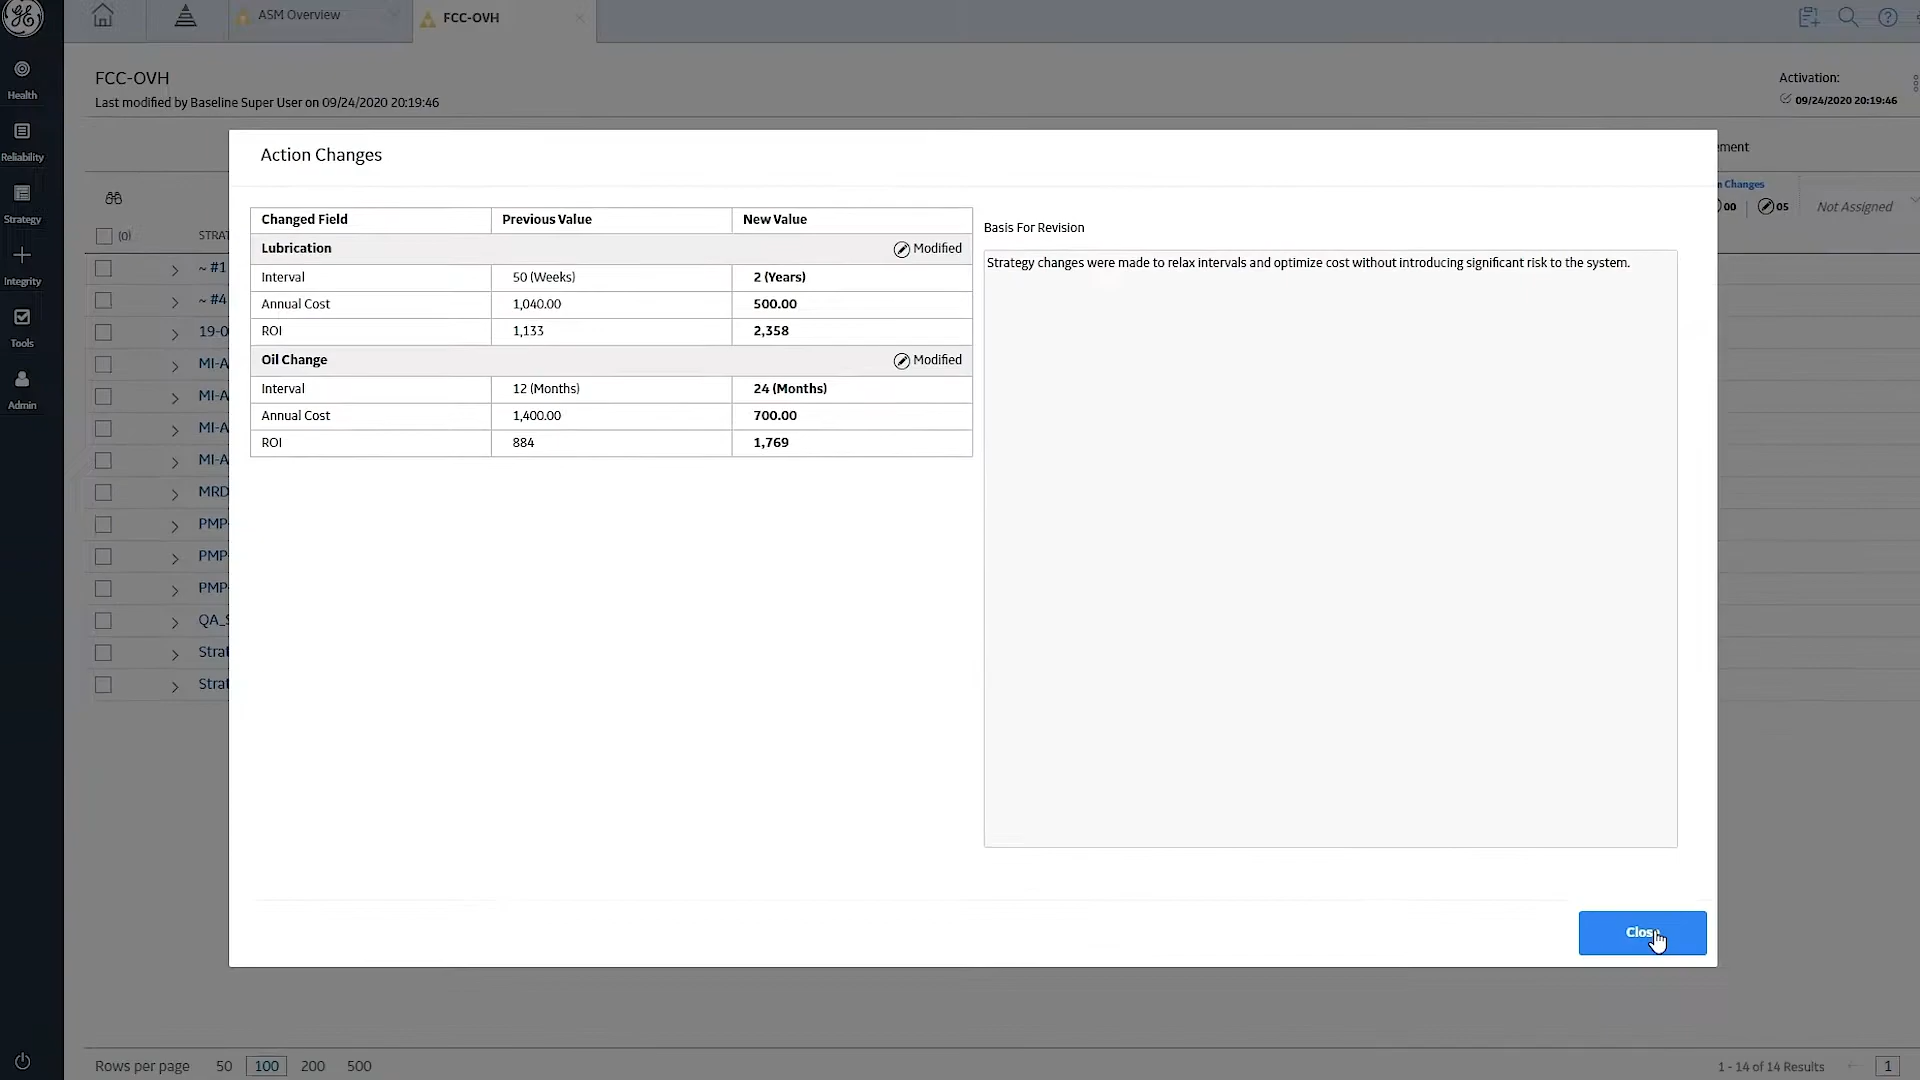 ASM Overview
FCC-OVH
Health
Reliability
Strategy
Integrity
Tools
Admin
FCC-OVH
Last modified by Baseline Super User on 09/24/2020 20:19:46
Activation:
09/24/2020 20:19:46
Action Changes
Changed Field Previous Value New Value
Lubrication Modified
Interval 50 (Weeks) 2 (Years)
Annual Cost 1,040.00 500.00
ROI 1,133 2,358
Oil Change Modified
Interval 12 (Months) 24 (Months)
Annual Cost 1,400.00 700.00
ROI 884 1,769
Basis For Revision
Strategy changes were made to relax intervals and optimize cost without introducing significant risk to the system.
ement
n Changes
00 05 Not Assigned
(0) STRAT
~ #1
~ #4
19-0
MI-A
MI-A
MI-A
MI-A
MRD
PMP-
PMP-
PMP-
QA_S
Strat
Strat
Rows per page 50 100 200 500
1 - 14 of 14 Results 1